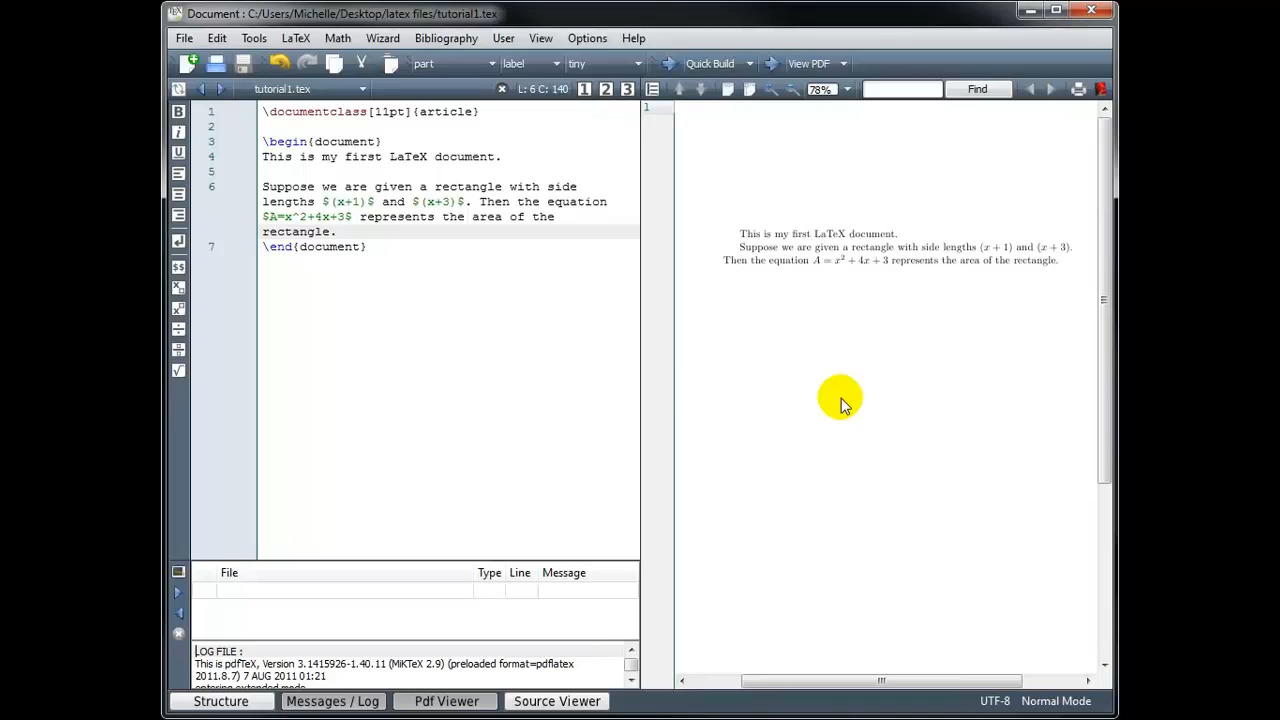 Document : C:/Users/Michelle/Desktop/latex files/tutorial1.tex
File Edit Tools LaTeX Math Wizard Bibliography User View Options Help
part label tiny Quick Build View PDF
tutorial1.tex L: 6 C: 140 1 2 3 78% Find
1 \documentclass[11pt]{article}
2
3 \begin{document}
4 This is my first LaTeX document.
5
6 Suppose we are given a rectangle with side
lengths $(x+1)$ and $(x+3)$. Then the equation
$A=x^2+4x+3$ represents the area of the
rectangle.
7 \end{document}
1
This is my first LaTeX document.
Suppose we are given a rectangle with side lengths (x + 1) and (x + 3).
Then the equation A = x² + 4x + 3 represents the area of the rectangle.
File Type Line Message
LOG FILE :
This is pdfTeX, Version 3.1415926-1.40.11 (MiKTeX 2.9) (preloaded format=pdflatex
2011.8.7) 7 AUG 2011 01:21
entering extended mode
Structure Messages / Log Pdf Viewer Source Viewer UTF-8 Normal Mode